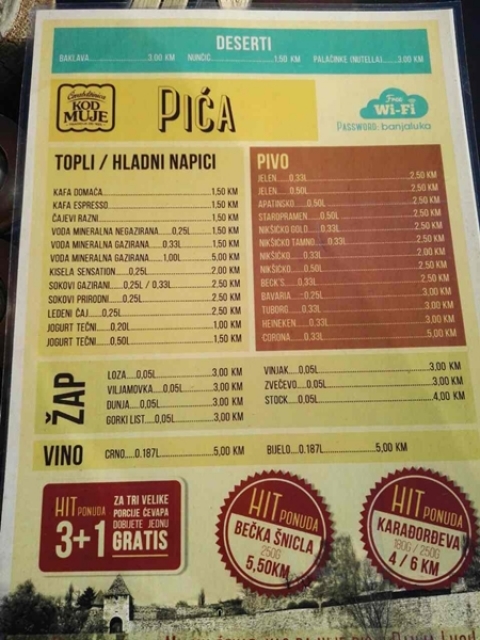 DESERTI
BAKLAVA 3.00 KM NUNČIĆ 1.50 KM PALAČINKE (NUTELLA) 3.00 KM
Ćevabdžinica
KOD MUJE
PIĆA
Free Wi-Fi
PASSWORD: banjaluka
TOPLI / HLADNI NAPICI
KAFA DOMAĆA 1,50 KM
KAFA ESPRESSO 1,50 KM
ČAJEVI RAZNI 1,50 KM
VODA MINERALNA NEGAZIRANA 0,25L 1,50 KM
VODA MINERALNA GAZIRANA 0.33L 1,50 KM
VODA MINERALNA GAZIRANA 1,00L 5,00 KM
KISELA SENSATION 0,25L 2,00 KM
SOKOVI GAZIRANI 0,25L / 0,33L 2,50 KM
SOKOVI PRIRODNI 0,25L 2,50 KM
LEDENI ČAJ 0,25L 2,50 KM
JOGURT TEČNI 0,20L 1,00 KM
JOGURT TEČNI 0.50L 1,50 KM
PIVO
JELEN 0,33L 2,50 KM
JELEN 0,50L 2,50 KM
APATINSKO 0,50L 2,50 KM
STAROPRAMEN 0,50L 2,50 KM
NIKŠIĆKO GOLD 0,33L 2,50 KM
NIKŠIĆKO TAMNO 0,33L 2,50 KM
NIKŠIĆKO 0,33L 2,00 KM
NIKŠIĆKO 0,50L 2,50 KM
BECK'S 0,33L 2,50 KM
BAVARIA 0,25L 3,00 KM
TUBORG 0,33L 3,00 KM
HEINEKEN 0,33L 3,00 KM
CORONA 0,33L 5,00 KM
ŽAP
LOZA 0,05L 3,00 KM
VILJAMOVKA 0,05L 3,00 KM
DUNJA 0,05L 3,00 KM
GORKI LIST 0,05L 3,00 KM
VINJAK 0,05L 3,00 KM
ZVEČEVO 0,05L 3,00 KM
STOCK 0,05L 4,00 KM
VINO
CRNO 0.187L 5,00 KM BIJELO 0.187L 5,00 KM
HIT PONUDA
3+1
ZA TRI VELIKE
PORCIJE ĆEVAPA
DOBIJETE JEDNU
GRATIS
HIT PONUDA
BEČKA ŠNICLA
250G
5.50KM
HIT PONUDA
KARAĐORĐEVA
180G / 250G
4 / 6 KM